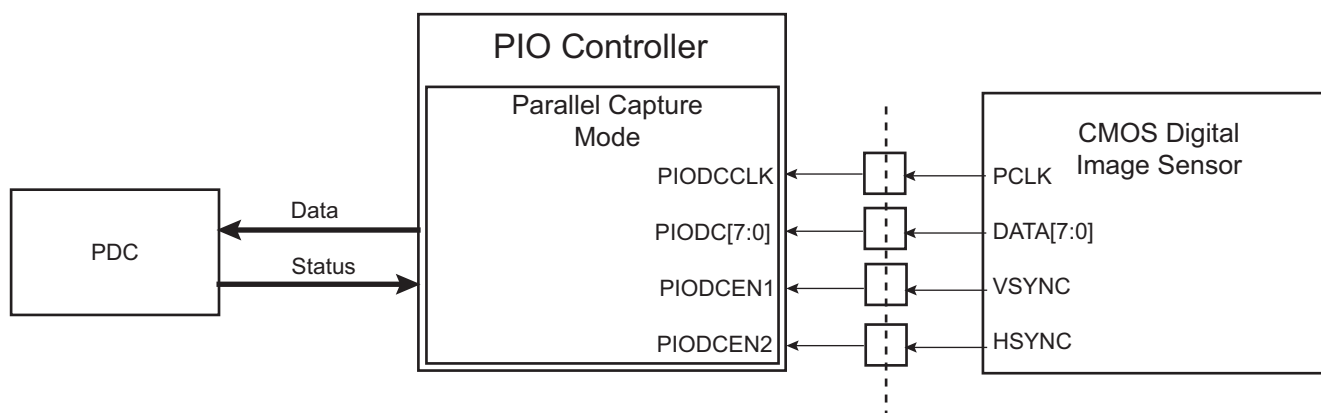 PIO Controller
Parallel Capture
Mode
PIODCCLK
PIODC[7:0]
PIODCEN1
PIODCEN2
PDC
Data
Status
CMOS Digital
Image Sensor
PCLK
DATA[7:0]
VSYNC
HSYNC